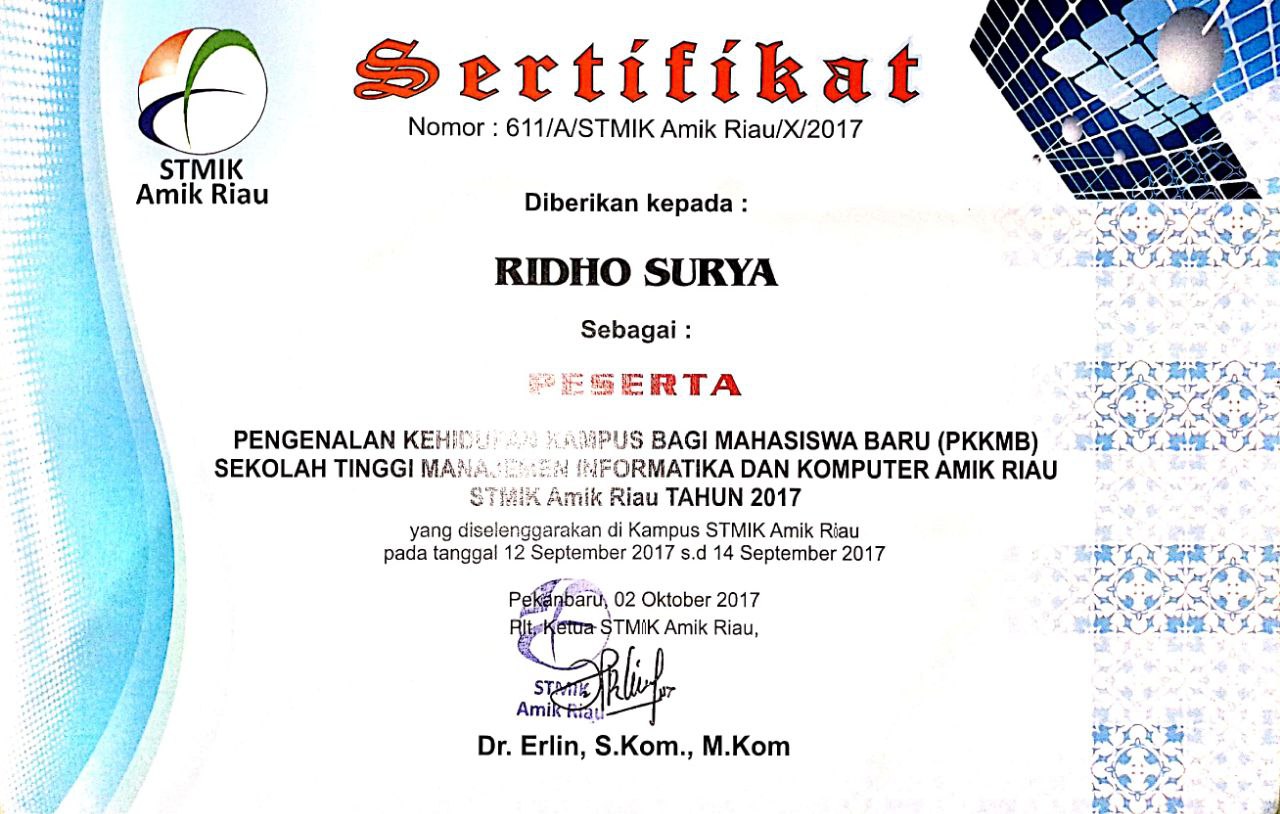 STMIK
Amik Riau
Sertifikat
Nomor : 611/A/STMIK Amik Riau/X/2017
Diberikan kepada :
RIDHO SURYA
Sebagai :
PESERTA
PENGENALAN KEHIDUPAN KAMPUS BAGI MAHASISWA BARU (PKKMB)
SEKOLAH TINGGI MANAJEMEN INFORMATIKA DAN KOMPUTER AMIK RIAU
STMIK Amik Riau TAHUN 2017
yang diselenggarakan di Kampus STMIK Amik Riau
pada tanggal 12 September 2017 s.d 14 September 2017
Pekanbaru, 02 Oktober 2017
Plt. Ketua STMIK Amik Riau,
STMIK
Amik Riau
Dr. Erlin, S.Kom., M.Kom